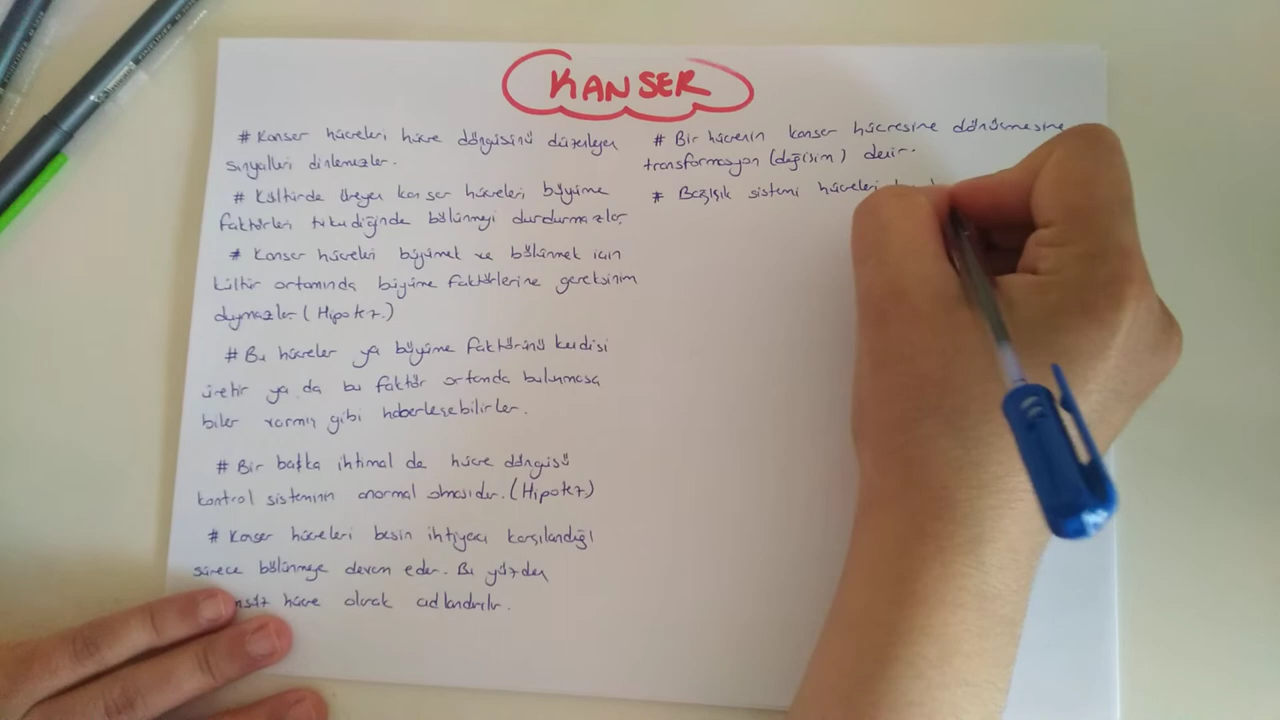 KANSER
# Kanser hücreleri hücre döngüsünü düzenleyen
sinyalleri dinlemezler.
# Kültürde üreyen kanser hücreleri büyüme
faktörleri tükendiğinde bölünmeyi durdurmazlar.
# Kanser hücreleri büyümek ve bölünmek için
kültür ortamında büyüme faktörlerine gereksinim
duymazlar (Hipotez.)
# Bu hücreler ya büyüme faktörünü kendisi
üretir ya da bu faktör ortamda bulunmasa
biler varmış gibi haberleşebilirler.
# Bir başka ihtimal de hücre döngüsü
kontrol sisteminin anormal olmasıdır. (Hipotez)
# Kanser hücreleri besin ihtiyacı karşılandığı
sürece bölünmeye devam eder. Bu yüzden
hücre olarak adlandırılır.
# Bir hücrenin kanser hücresine dönüşmesine
transformasyon (değişim) denir.
# Bağışık sistemi hücreleri